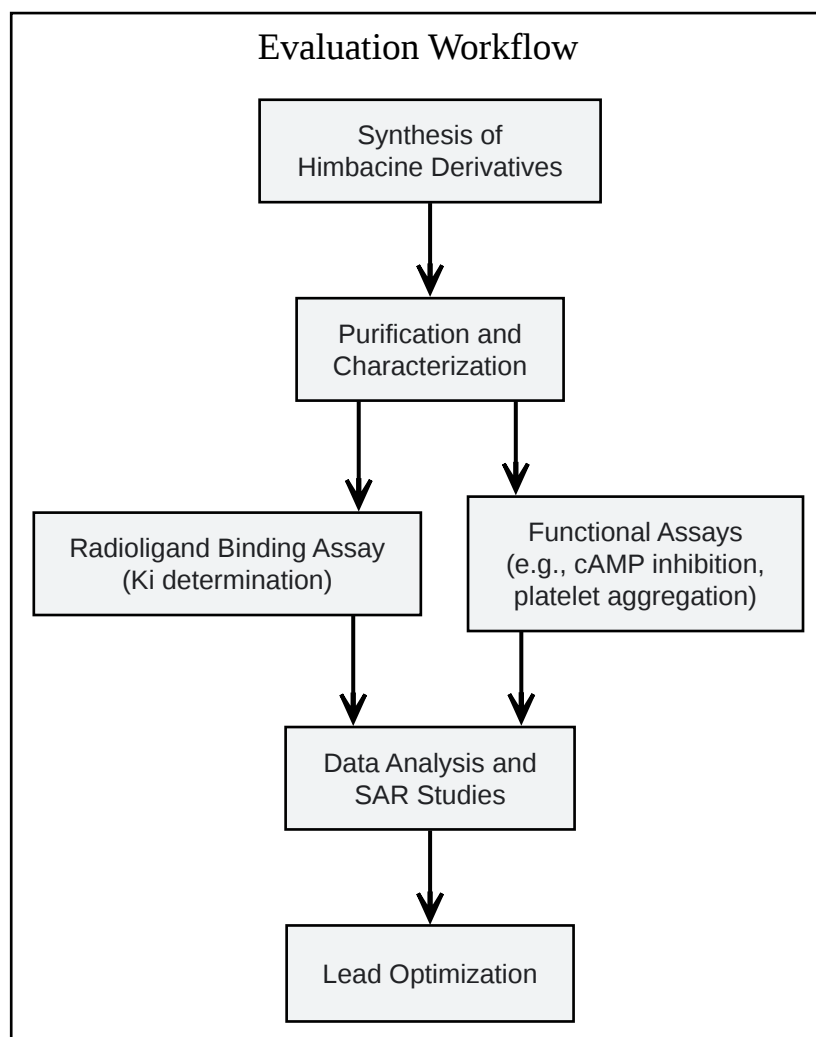 Evaluation Workflow
Synthesis of
Himbacine Derivatives
Purification and
Characterization
Radioligand Binding Assay
(Ki determination)
Functional Assays
(e.g., cAMP inhibition,
platelet aggregation)
Data Analysis and
SAR Studies
Lead Optimization